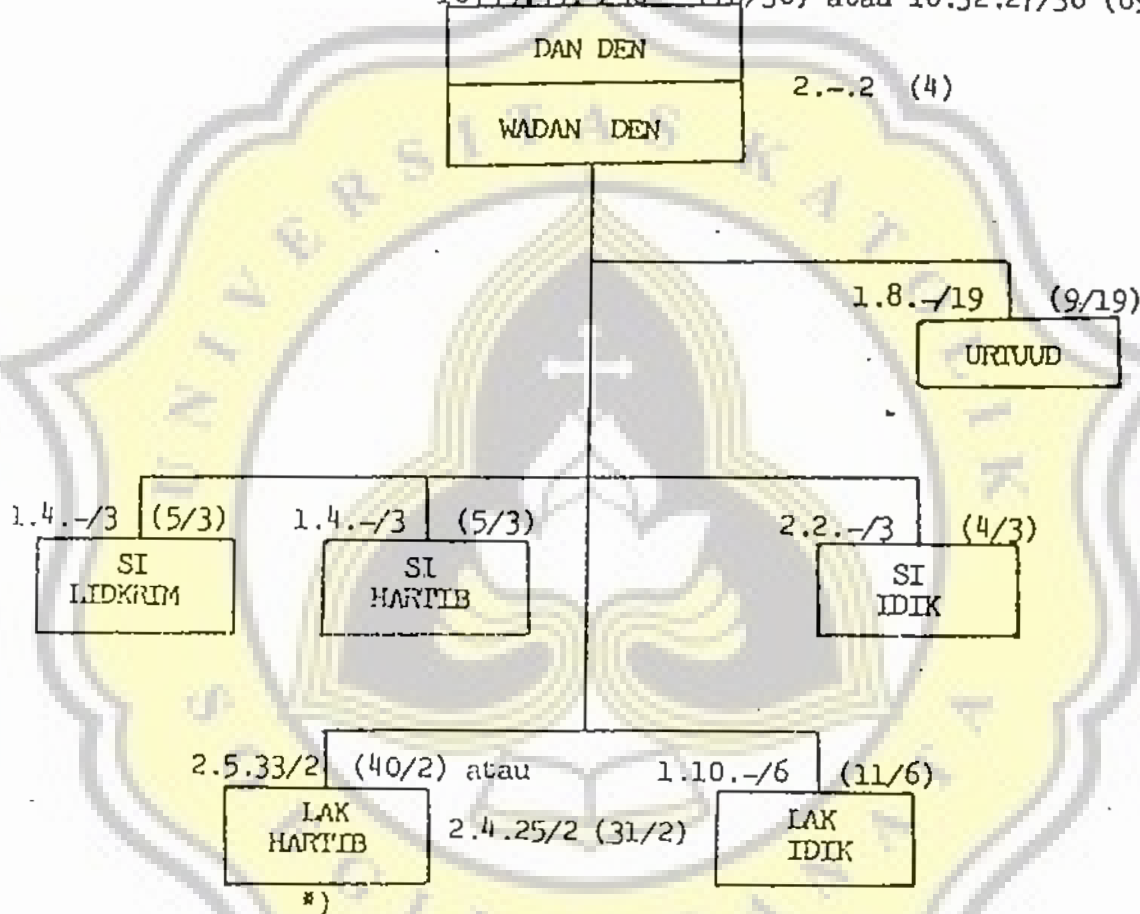 atau 10.32.27/36
DAN DEN
2.-.2 (4)
WADAN DEN
1.8.-/19 (9/19)
URTUUD
1.4.-/3 (5/3) 1.4.-/3 (5/3) 2.2.-/3 (4/3)
SI
LIDKRIM
SI
HARTIB
SI
IDIK
2.5.33/2 (40/2) atau 1.10.-/6 (11/6)
LAK
HARTIB
2.4.25/2 (31/2)
LAK
IDIK
*)
UNIVERSITAS KATOLIK